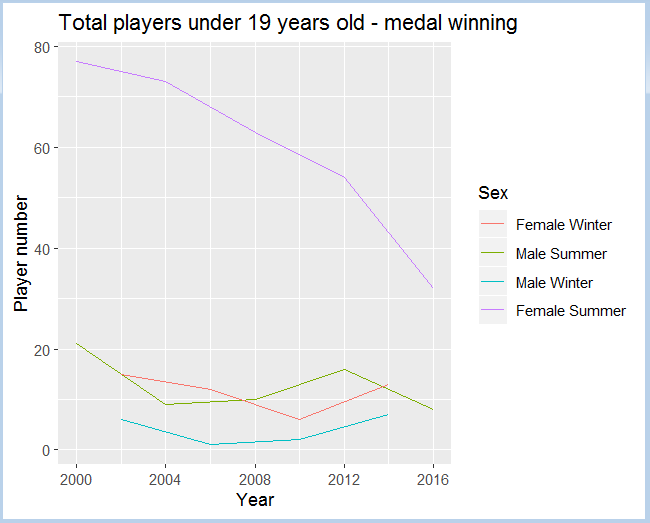 Total players under 19 years old - medal winning
80
60
40
20
0
Player number
2000 2004 2008 2012 2016
Year
Sex
Female Winter
Male Summer
Male Winter
Female Summer